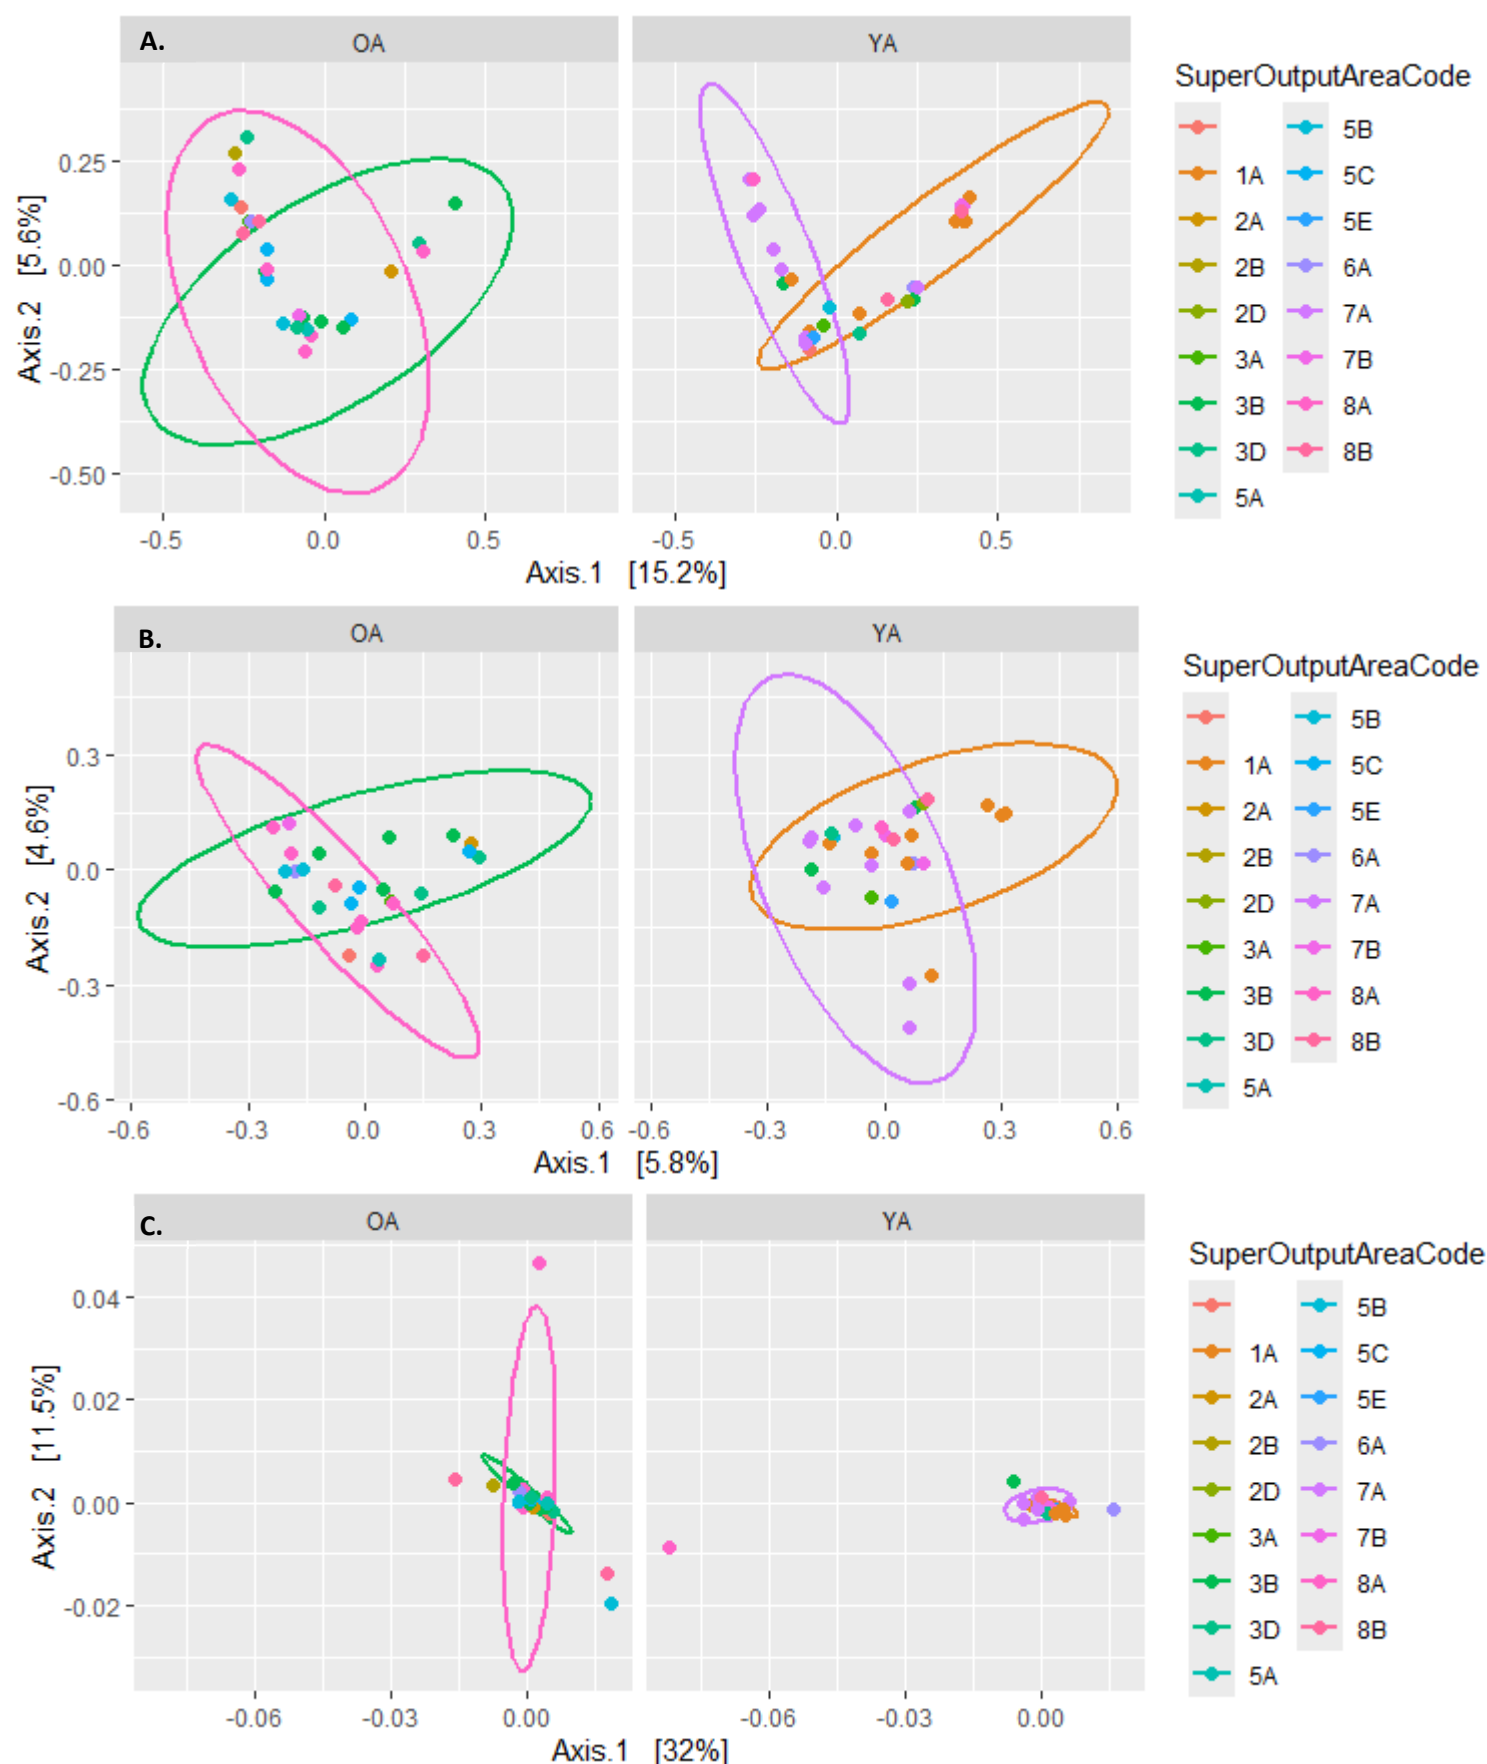 A.
OA
YA
SuperOutputAreaCode
5B
1A
5C
2A
5E
2B
6A
2D
7A
3A
7B
3B
8A
3D
8B
5A
Axis.2 [5.6%]
0.25
0.00
-0.25
-0.50
-0.5
0.0
0.5
-0.5
0.0
0.5
Axis.1 [15.2%]
B.
OA
YA
SuperOutputAreaCode
5B
1A
5C
2A
5E
2B
6A
2D
7A
3A
7B
3B
8A
3D
8B
5A
Axis.2 [4.6%]
0.3
0.0
-0.3
-0.6
-0.6
-0.3
0.0
0.3
0.6
-0.6
-0.3
0.0
0.3
0.6
Axis.1 [5.8%]
C.
OA
YA
SuperOutputAreaCode
5B
1A
5C
2A
5E
2B
6A
2D
7A
3A
7B
3B
8A
3D
8B
5A
Axis.2 [11.5%]
0.04
0.02
0.00
-0.02
-0.06
-0.03
0.00
-0.06
-0.03
0.00
Axis.1 [32%]